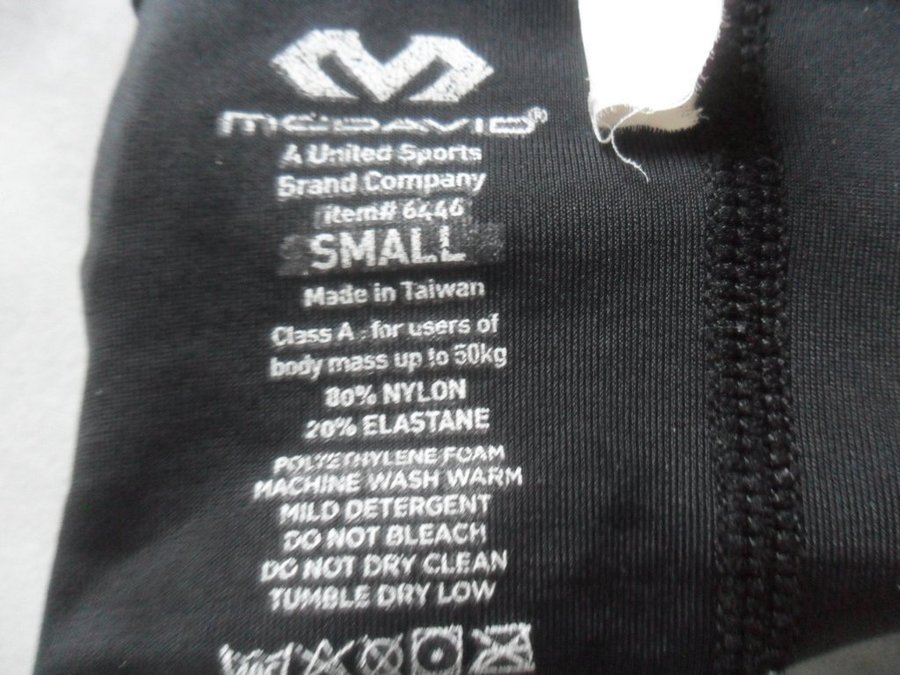 McDAVID®
A United Sports
Brand Company
Item# 6446
SMALL
Made in Taiwan
Class A - for users of
body mass up to 50kg
80% NYLON
20% ELASTANE
POLYETHYLENE FOAM
MACHINE WASH WARM
MILD DETERGENT
DO NOT BLEACH
DO NOT DRY CLEAN
TUMBLE DRY LOW